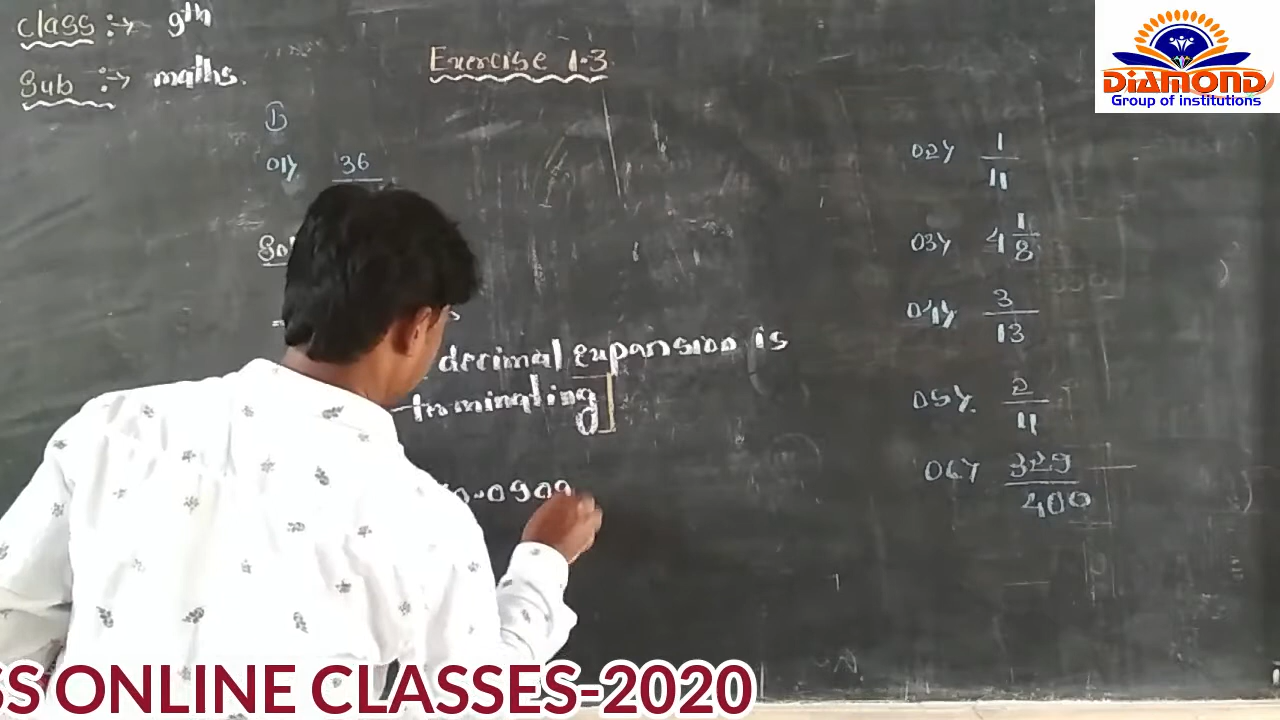 Class :→ 9th
Sub :→ maths.
Exercise 1.3
1)
01) 36
Sol
decimal expansion is
terminating]
0.0909
02) 1/11
03) 4 1/8
04) 3/13
05) 2/11
06) 329/400
DIAMOND
Group of institutions
SS ONLINE CLASSES-2020